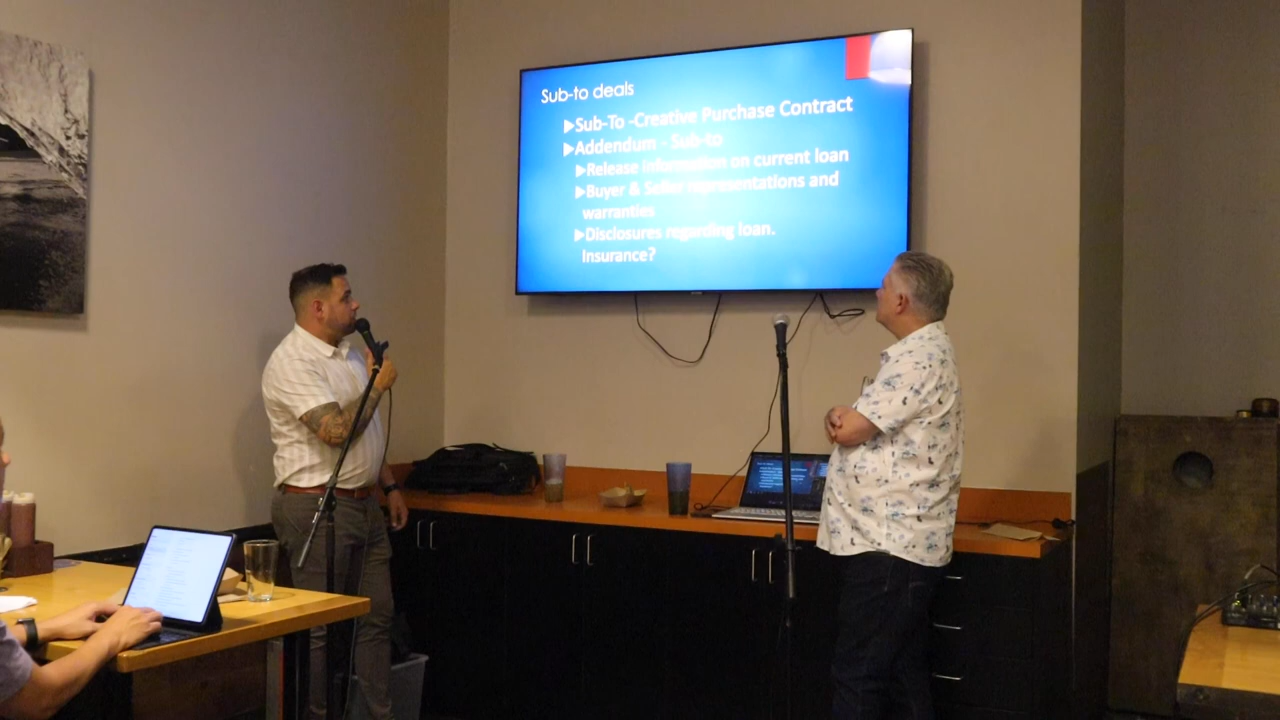 Sub-to deals
Sub-To -Creative Purchase Contract
Addendum - Sub-to
Release information on current loan
Buyer & Seller representations and
warranties
Disclosures regarding loan.
Insurance?